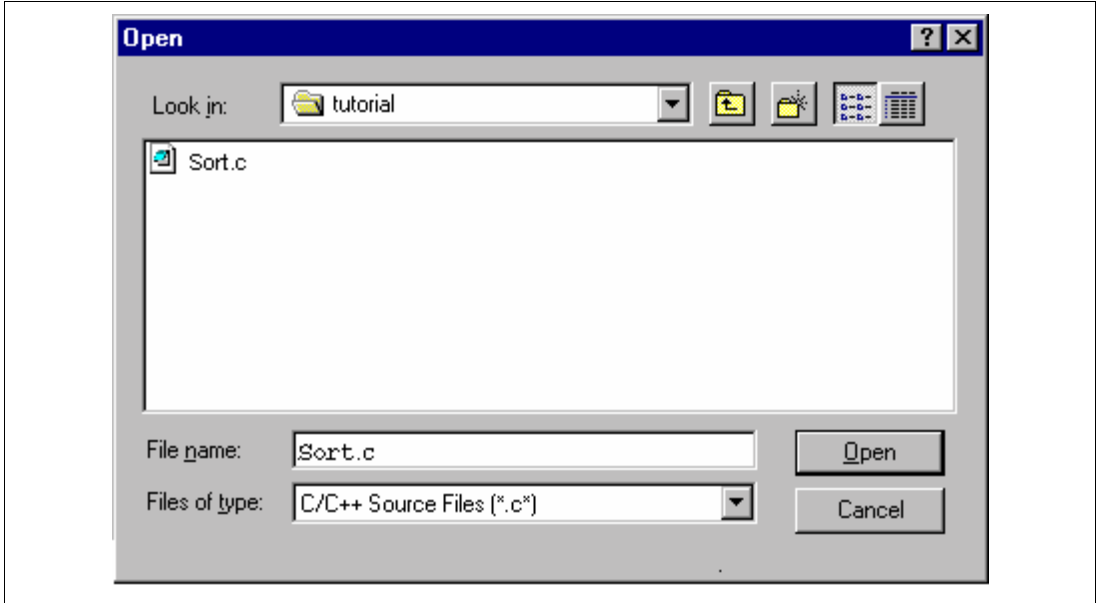 Open
Look in: tutorial
Sort.c
File name: Sort.c
Open
Files of type: C/C++ Source Files (*.c*)
Cancel